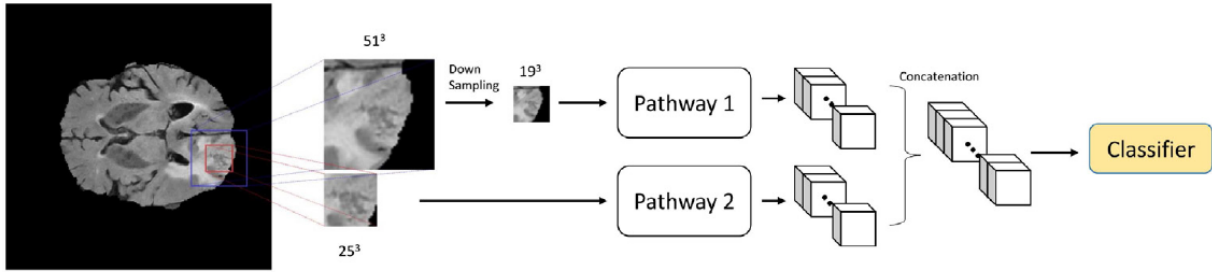 51³
Down
Sampling
19³
Pathway 1
Concatenation
Classifier
Pathway 2
25³